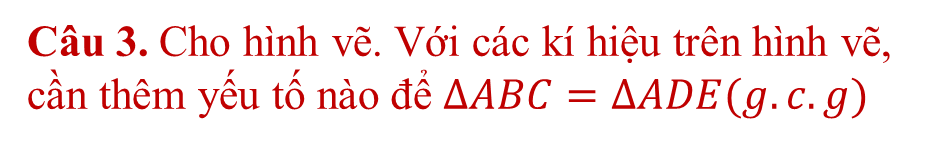 Câu 3. Cho hình vẽ. Với các kí hiệu trên hình vẽ,
cần thêm yếu tố nào để ΔABC = ΔADE(g.c.g)